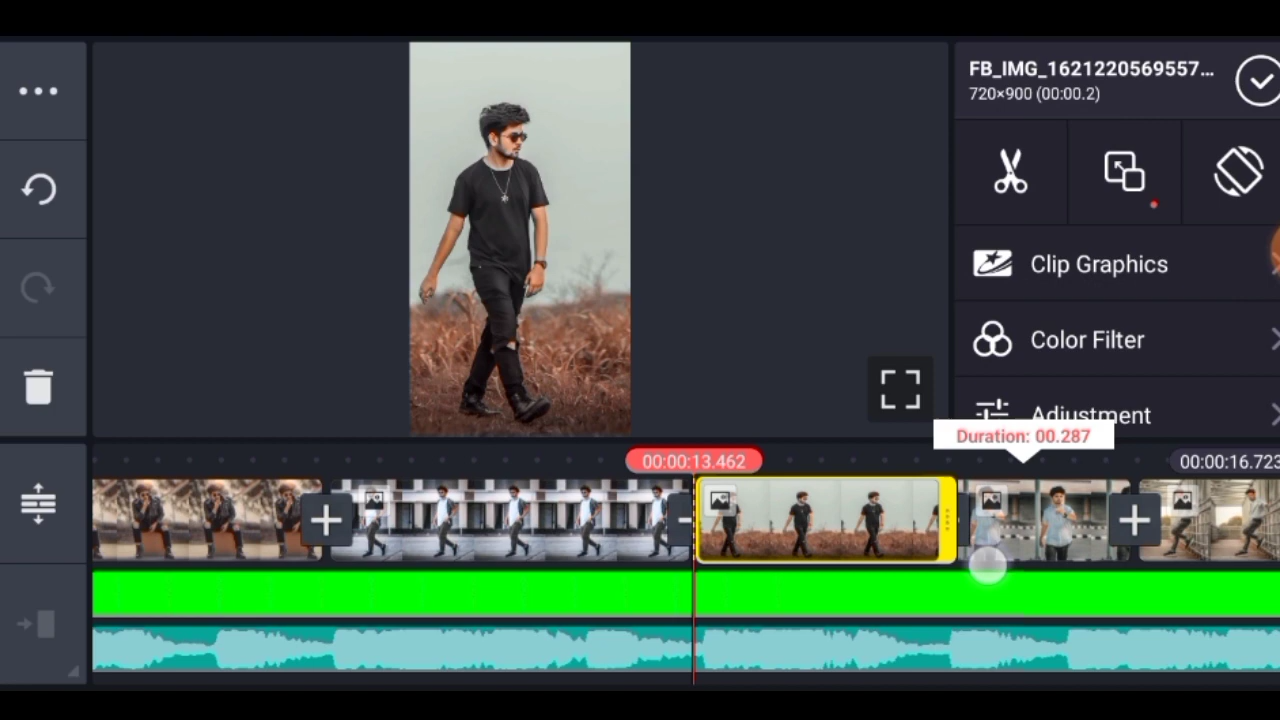 FB_IMG_1621220569557...
720×900 (00:00.2)
Clip Graphics
Color Filter
Adjustment
Duration: 00.287
00:00:13.462
00:00:16.723